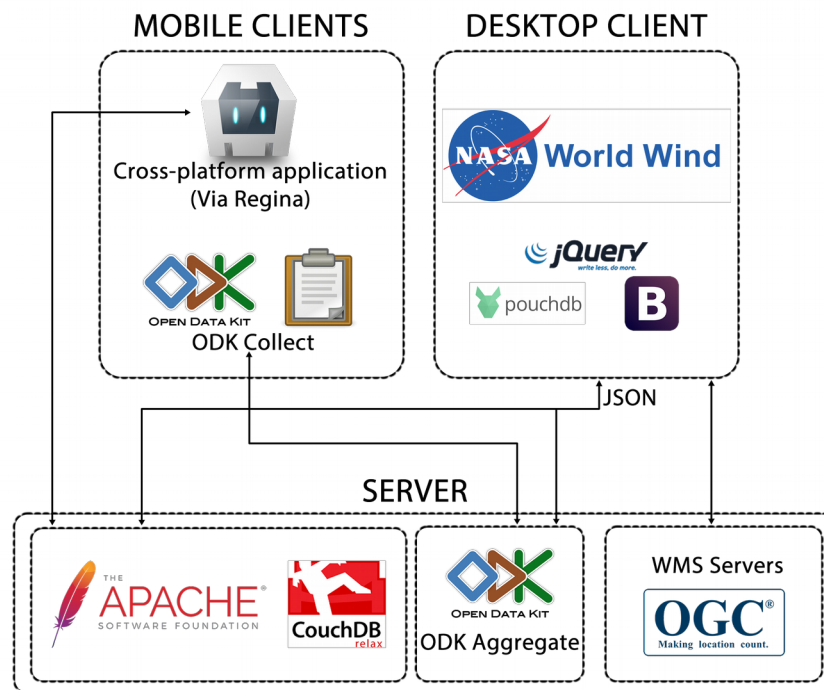 MOBILE CLIENTS
DESKTOP CLIENT
Cross-platform application
(Via Regina)
OPEN DATA KIT
ODK Collect
NASA World Wind
jQuery
write less, do more.
pouchdb
B
JSON
SERVER
THE
APACHE®
SOFTWARE FOUNDATION
CouchDB
relax
OPEN DATA KIT
ODK Aggregate
WMS Servers
OGC®
Making location count.